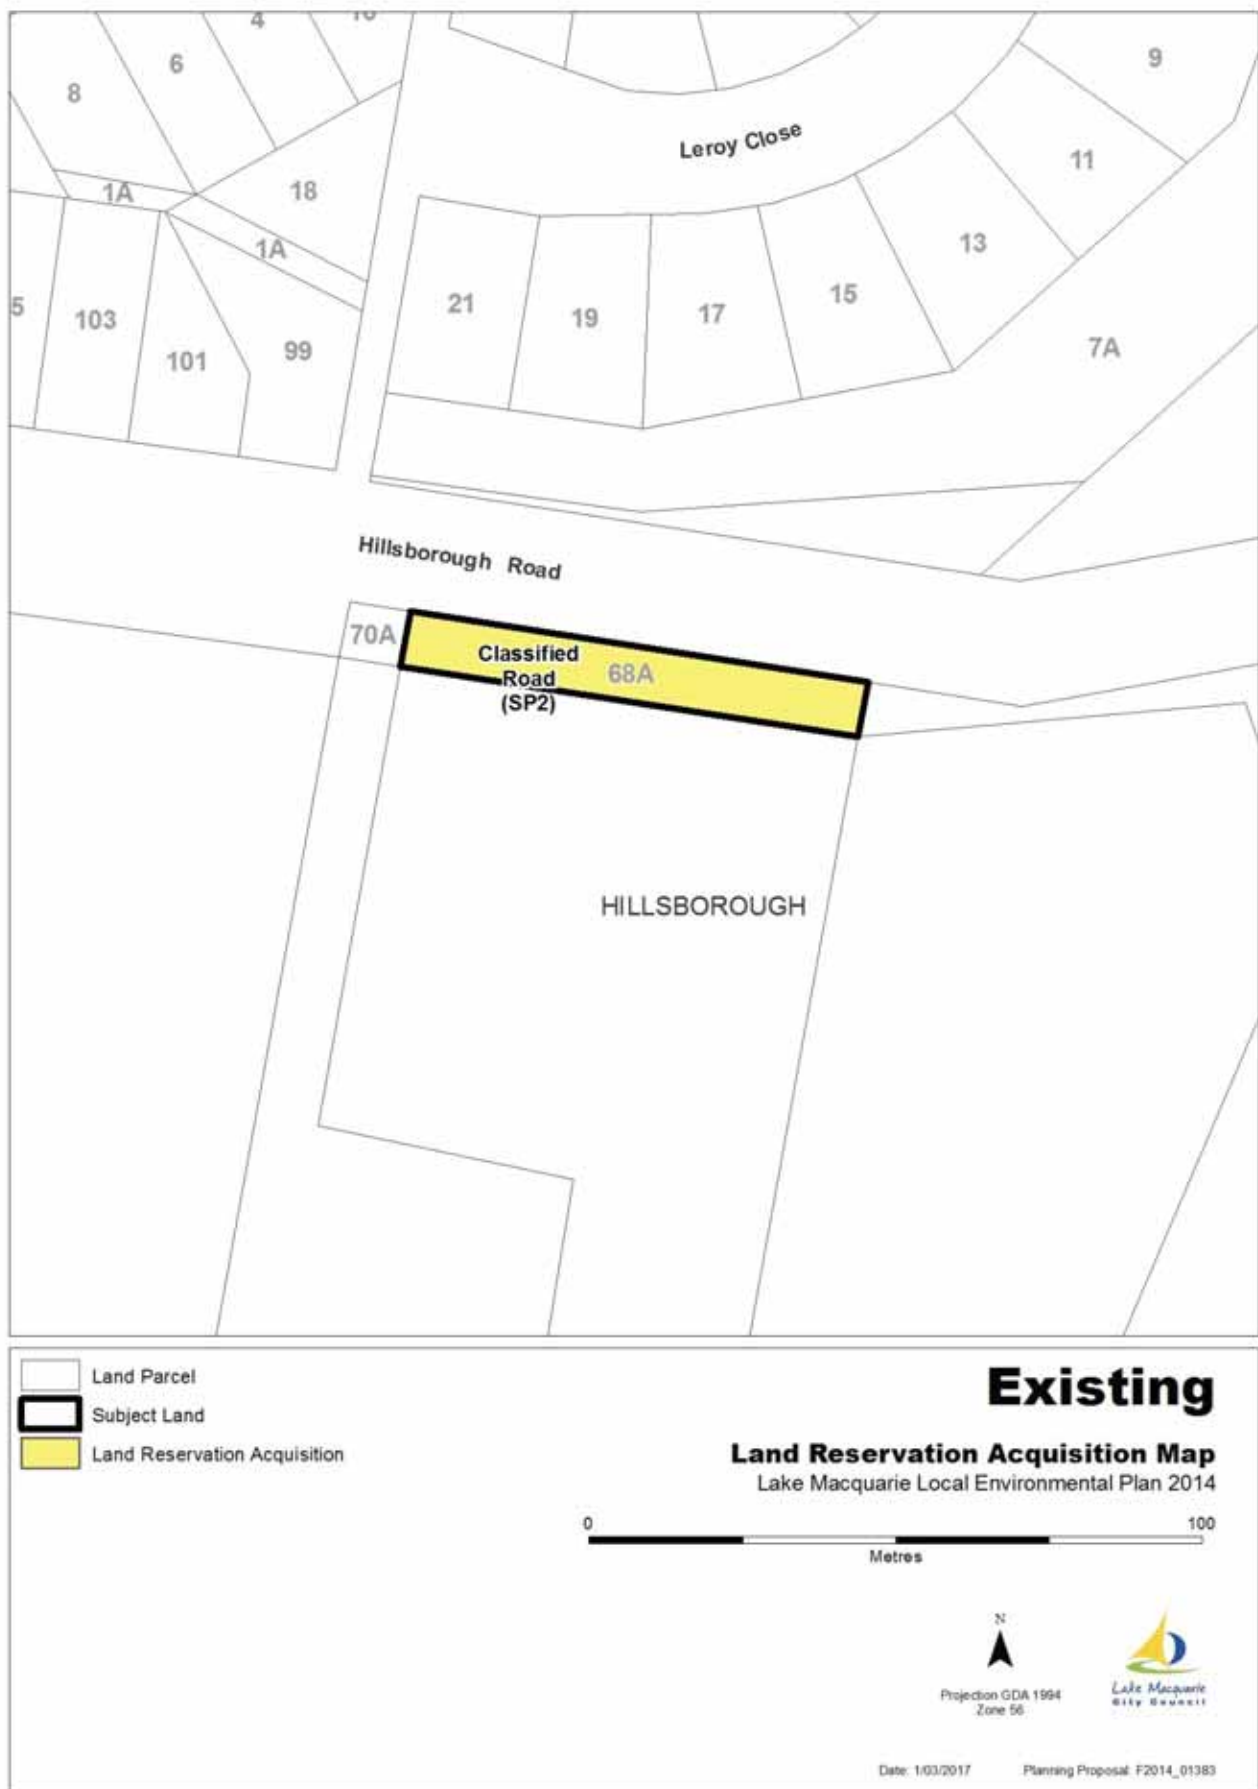 4
10
6
8
9
Leroy Close
11
1A
18
1A
13
5
103
101
99
21
19
17
15
7A
Hillsborough Road
70A
Classified
Road
(SP2)
68A
HILLSBOROUGH
Land Parcel
Subject Land
Land Reservation Acquisition
Existing
Land Reservation Acquisition Map
Lake Macquarie Local Environmental Plan 2014
0
100
Metres
N
Projection GDA 1994
Zone 56
Lake Macquarie
City Council
Date: 1/03/2017
Planning Proposal: F2014_01383